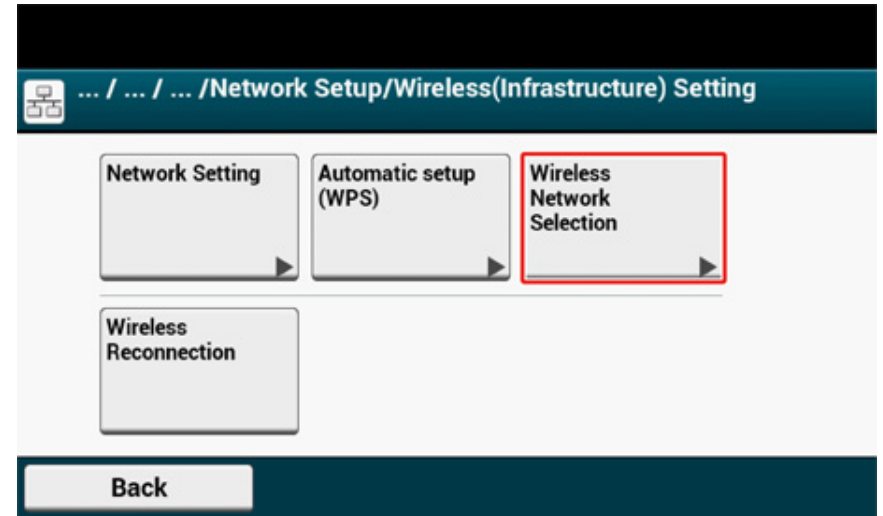 ... / ... / ... /Network Setup/Wireless(Infrastructure) Setting
Network Setting
Automatic setup
(WPS)
Wireless
Network
Selection
Wireless
Reconnection
Back